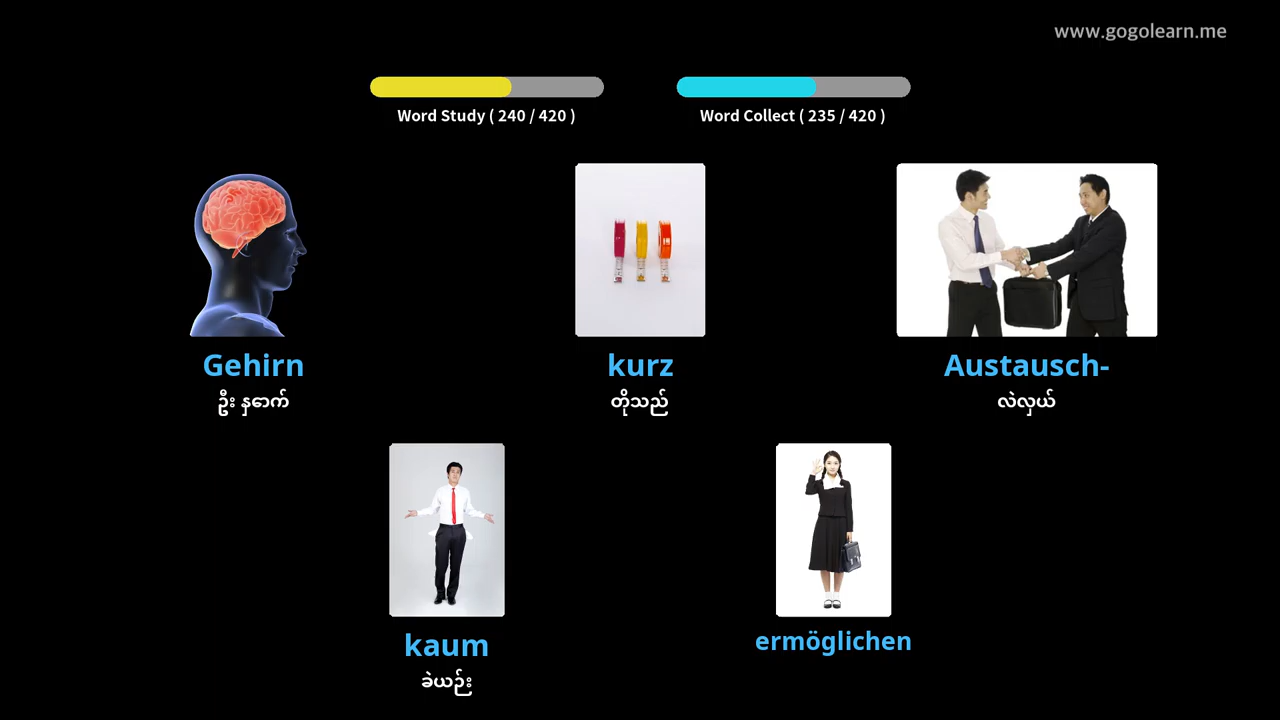 www.gogolearn.me
Word Study ( 240 / 420 )
Word Collect ( 235 / 420 )
Gehirn
ဦး နှောက်
kurz
တိုသည်
Austausch-
လဲလှယ်
kaum
ခဲယဉ်း
ermöglichen